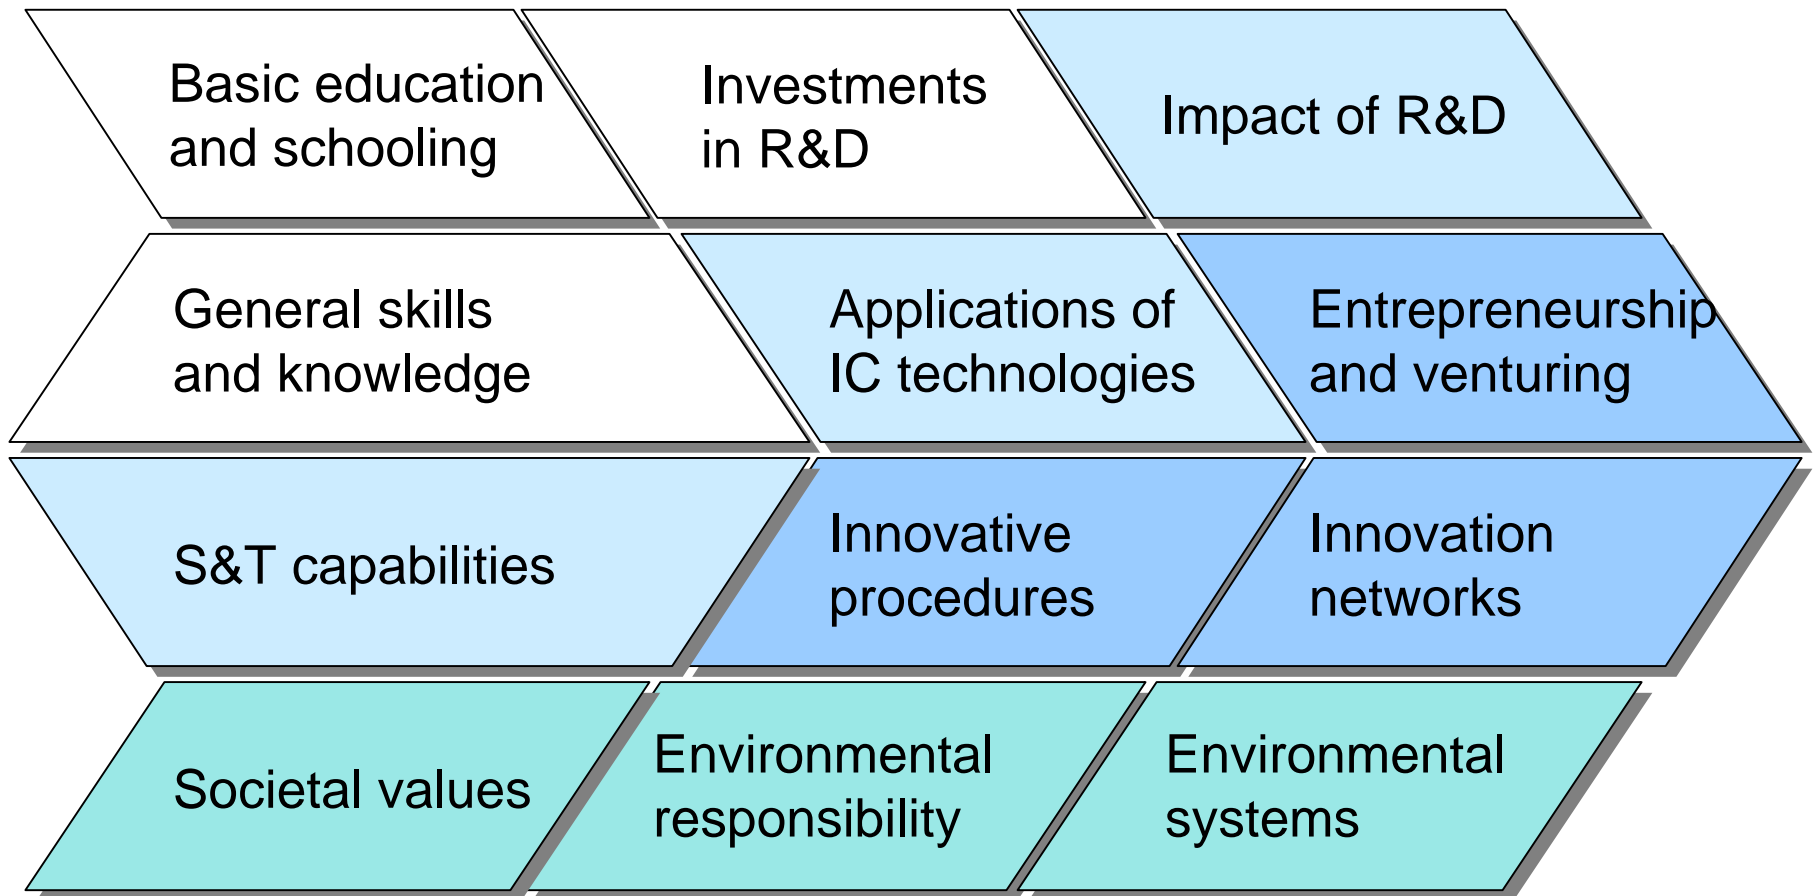 Basic education
and schooling
Investments
in R&D
Impact of R&D
General skills
and knowledge
Applications of
IC technologies
Entrepreneurship
and venturing
S&T capabilities
Innovative
procedures
Innovation
networks
Societal values
Environmental
responsibility
Environmental
systems